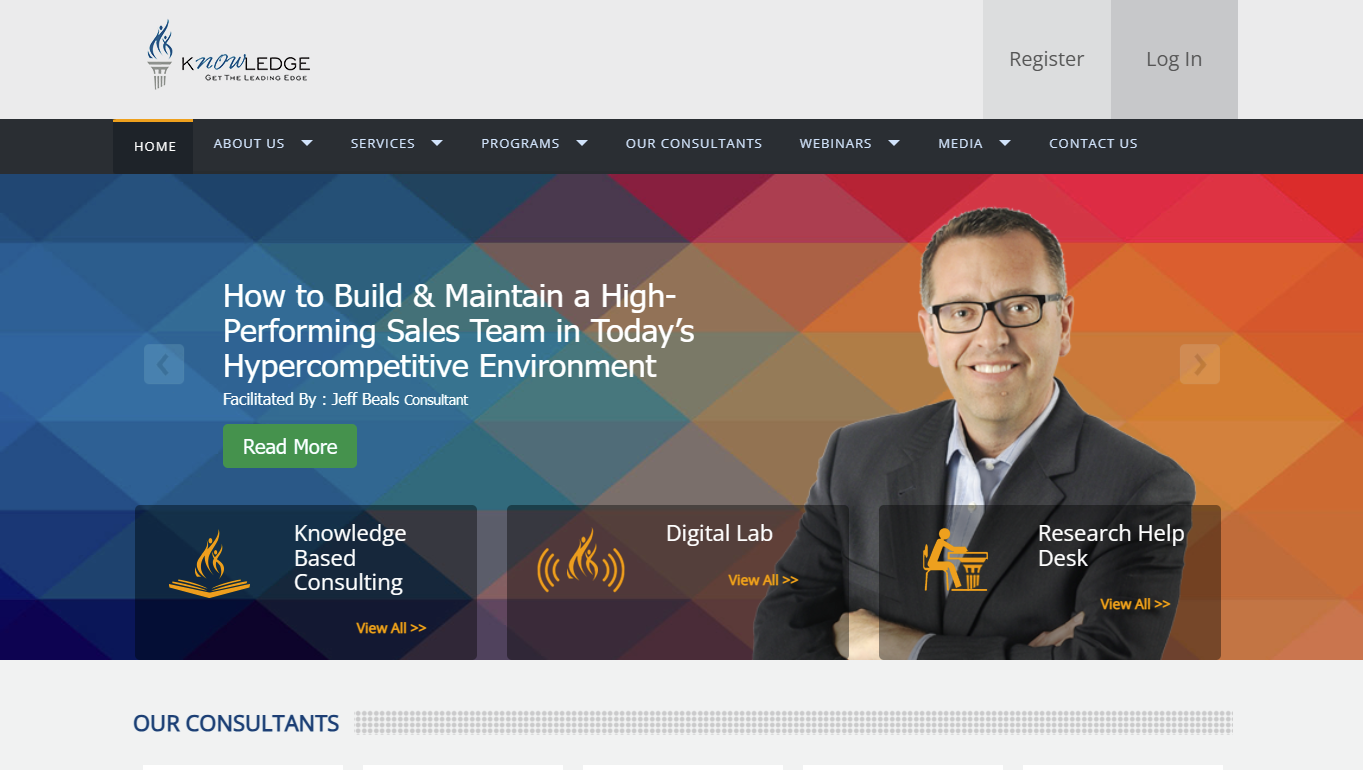 KnowLEDGE
GET THE LEADING EDGE
Register
Log In
HOME
ABOUT US
SERVICES
PROGRAMS
OUR CONSULTANTS
WEBINARS
MEDIA
CONTACT US
How to Build & Maintain a High-
Performing Sales Team in Today’s
Hypercompetitive Environment
Facilitated By : Jeff Beals Consultant
Read More
Knowledge
Based
Consulting
View All >>
Digital Lab
View All >>
Research Help
Desk
View All >>
OUR CONSULTANTS